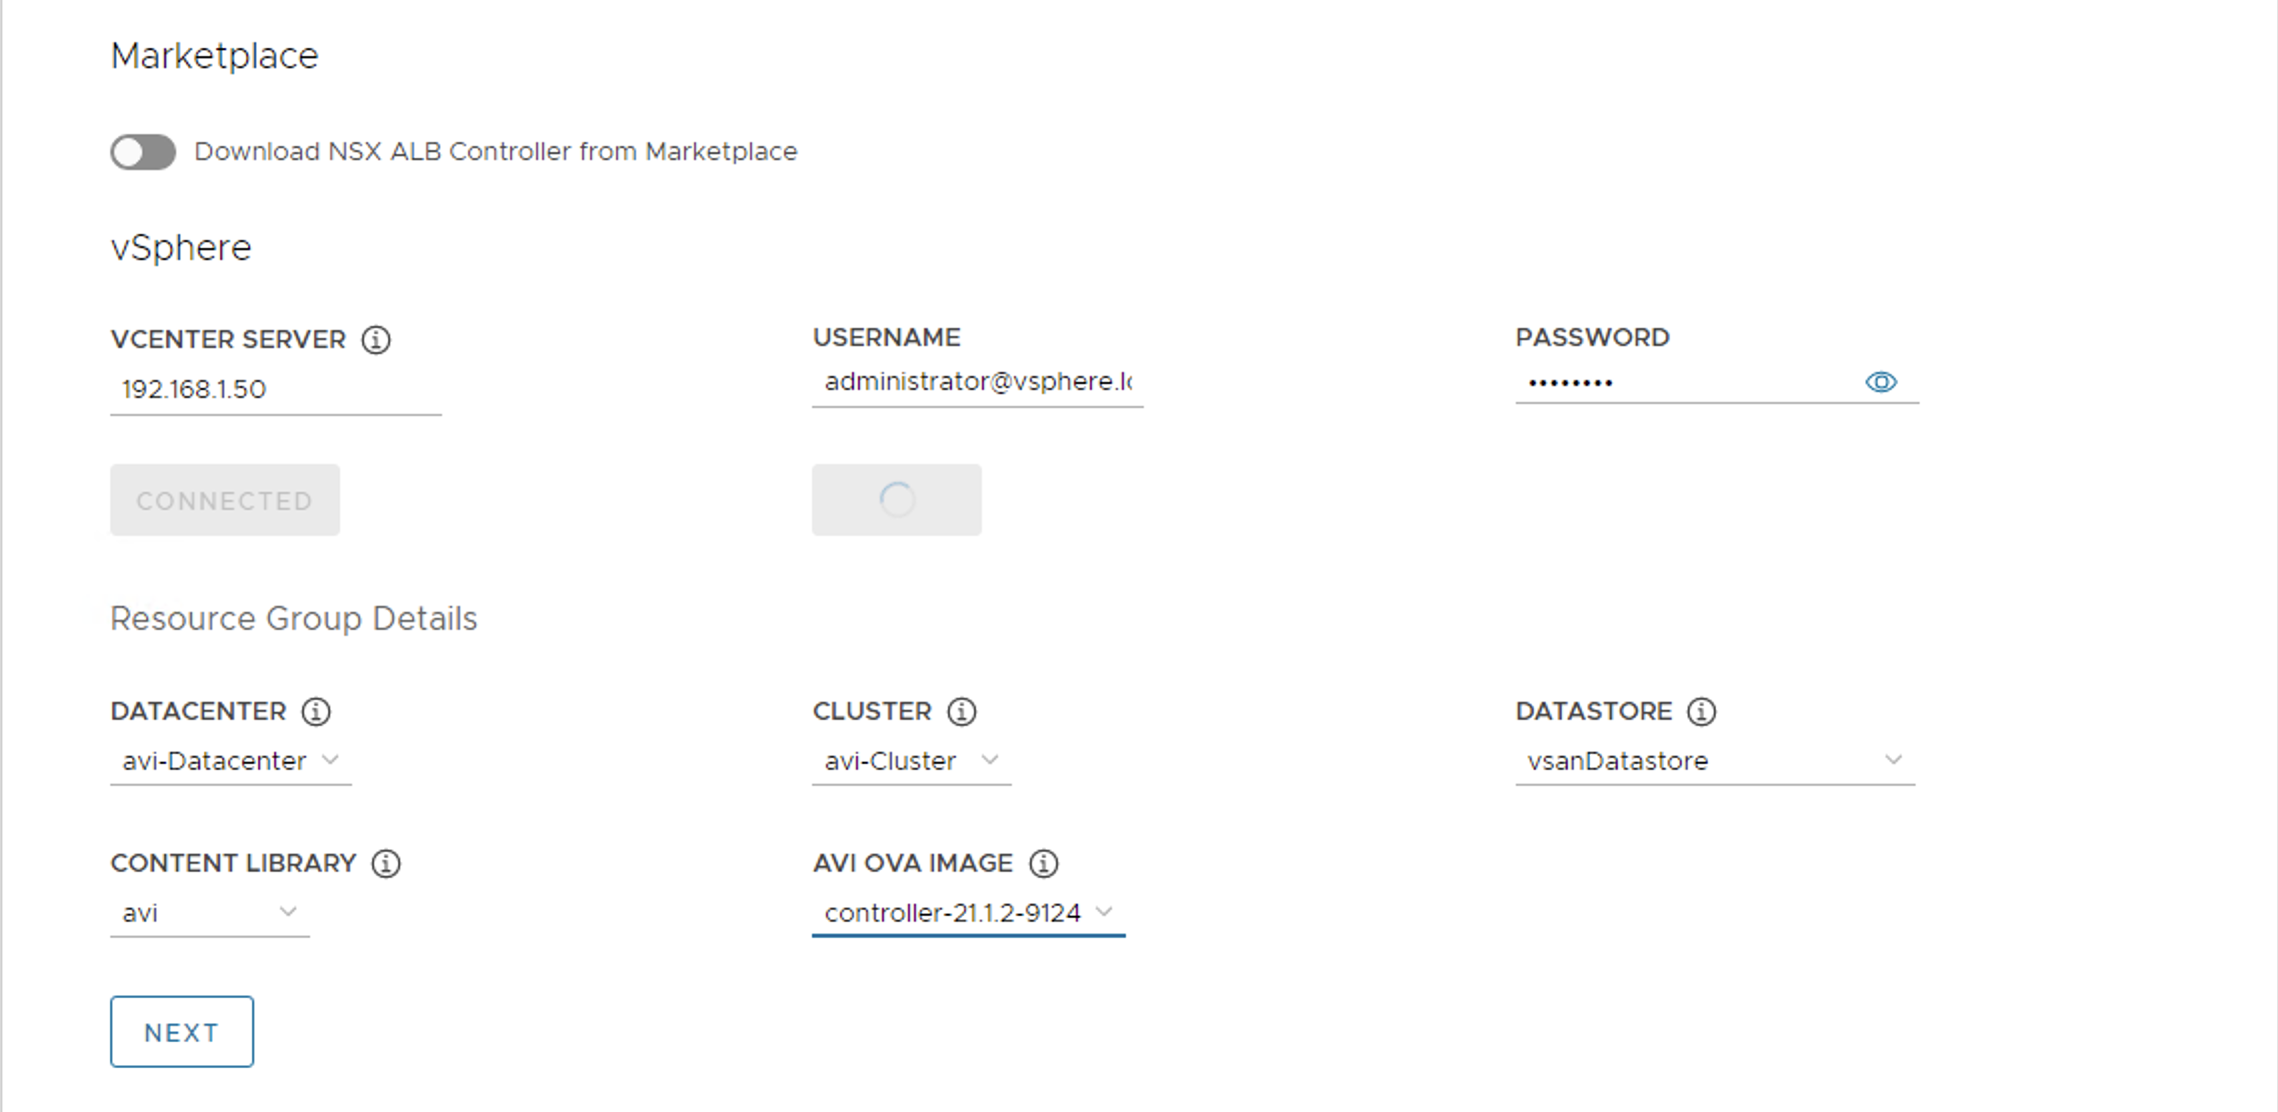 Marketplace
Download NSX ALB Controller from Marketplace
vSphere
VCENTER SERVER USERNAME PASSWORD
192.168.1.50 administrator@vsphere.lo ••••••••
CONNECTED
Resource Group Details
DATACENTER CLUSTER DATASTORE
avi-Datacenter avi-Cluster vsanDatastore
CONTENT LIBRARY AVI OVA IMAGE
avi controller-21.1.2-9124
NEXT